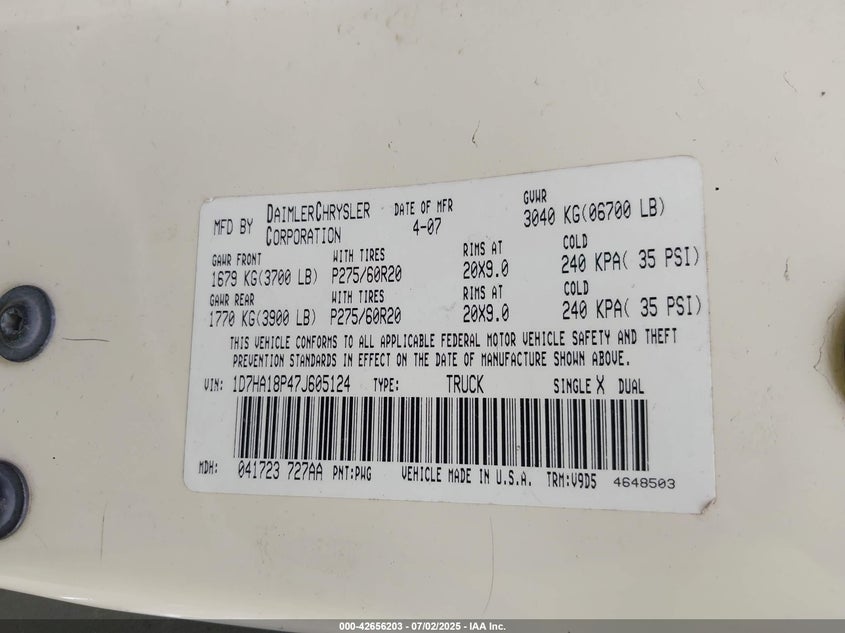 MFD BY DAIMLERCHRYSLER CORPORATION DATE OF MFR 4-07 GVWR 3040 KG(06700 LB)
GAWR FRONT WITH TIRES RIMS AT COLD
1679 KG(3700 LB) P275/60R20 20X9.0 240 KPA( 35 PSI)
GAWR REAR WITH TIRES RIMS AT COLD
1770 KG(3900 LB) P275/60R20 20X9.0 240 KPA( 35 PSI)
THIS VEHICLE CONFORMS TO ALL APPLICABLE FEDERAL MOTOR VEHICLE SAFETY AND THEFT
PREVENTION STANDARDS IN EFFECT ON THE DATE OF MANUFACTURE SHOWN ABOVE.
VIN: 1D7HA18P47J605124 TYPE: TRUCK SINGLE X DUAL
MDH: 041723 727AA PNT:PWG VEHICLE MADE IN U.S.A. TRM:V9D5 4648503
000-42656203 - 07/02/2025 - IAA Inc.